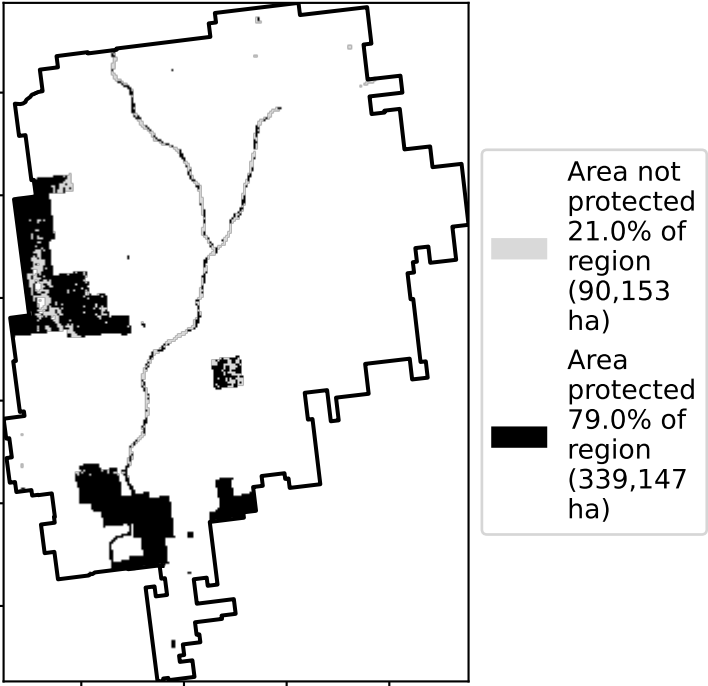 Area not
protected
21.0% of
region
(90,153
ha)
Area
protected
79.0% of
region
(339,147
ha)